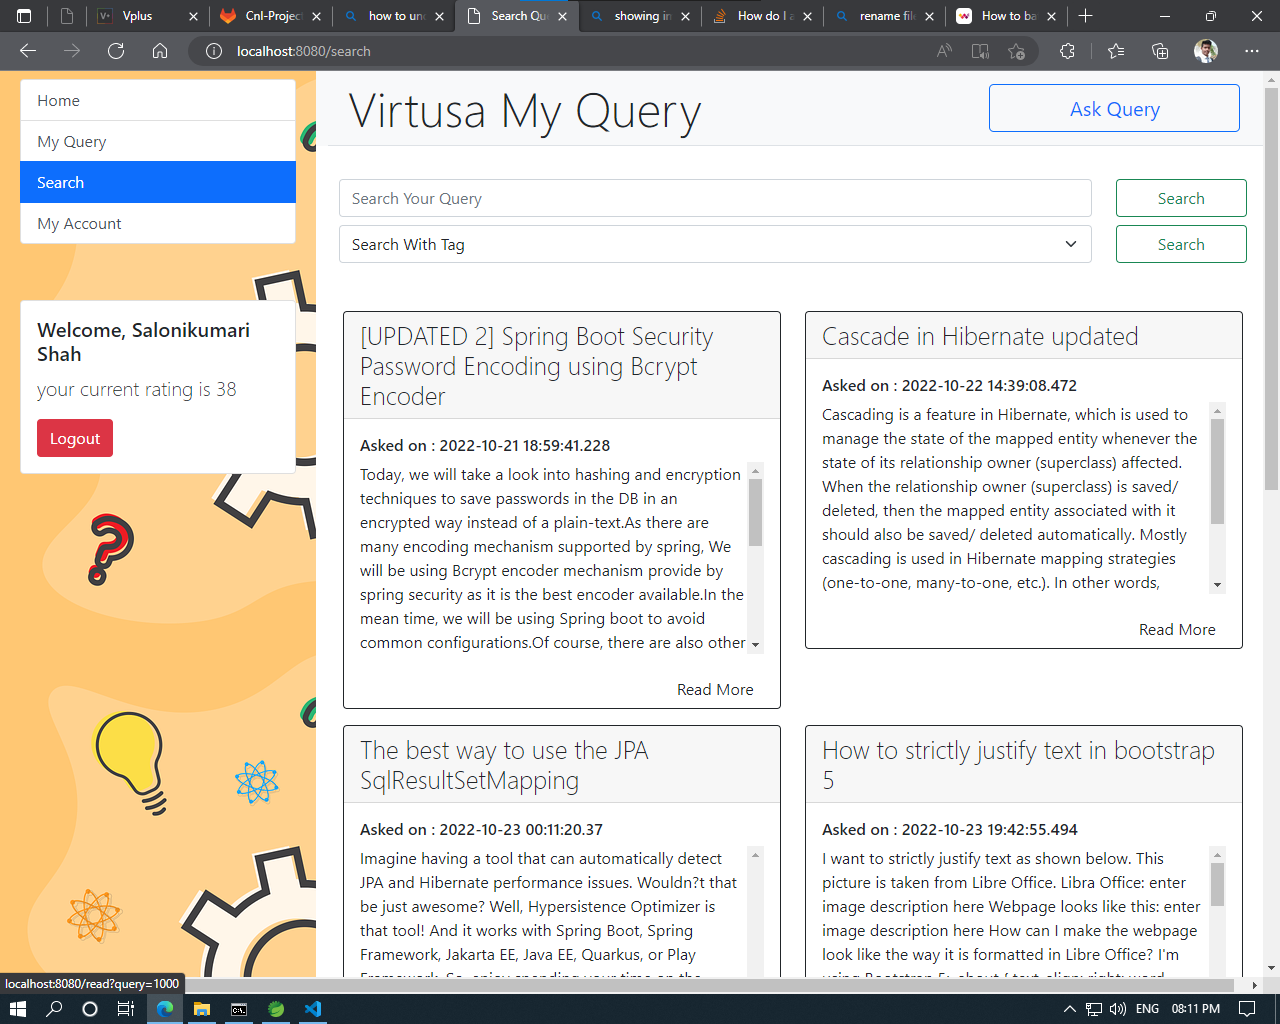 Vplus
Cnl-Project
how to un
Search Qu
showing in
How do I a
rename file
How to ba
localhost:8080/search
Home
My Query
Search
My Account
Welcome, Salonikumari
Shah
your current rating is 38
Logout
Virtusa My Query
Ask Query
Search Your Query
Search
Search With Tag
Search
[UPDATED 2] Spring Boot Security
Password Encoding using Bcrypt
Encoder
Asked on : 2022-10-21 18:59:41.228
Today, we will take a look into hashing and encryption
techniques to save passwords in the DB in an
encrypted way instead of a plain-text.As there are
many encoding mechanism supported by spring, We
will be using Bcrypt encoder mechanism provide by
spring security as it is the best encoder available.In the
mean time, we will be using Spring boot to avoid
common configurations.Of course, there are also other
Read More
Cascade in Hibernate updated
Asked on : 2022-10-22 14:39:08.472
Cascading is a feature in Hibernate, which is used to
manage the state of the mapped entity whenever the
state of its relationship owner (superclass) affected.
When the relationship owner (superclass) is saved/
deleted, then the mapped entity associated with it
should also be saved/ deleted automatically. Mostly
cascading is used in Hibernate mapping strategies
(one-to-one, many-to-one, etc.). In other words,
Read More
The best way to use the JPA
SqlResultSetMapping
Asked on : 2022-10-23 00:11:20.37
Imagine having a tool that can automatically detect
JPA and Hibernate performance issues. Wouldn?t that
be just awesome? Well, Hypersistence Optimizer is
that tool! And it works with Spring Boot, Spring
Framework, Jakarta EE, Java EE, Quarkus, or Play
Framework. So, enjoy spending your time on the
How to strictly justify text in bootstrap
5
Asked on : 2022-10-23 19:42:55.494
I want to strictly justify text as shown below. This
picture is taken from Libre Office. Libra Office: enter
image description here Webpage looks like this: enter
image description here How can I make the webpage
look like the way it is formatted in Libre Office? I'm
using Bootstrap 5; about { text-align: right; word
localhost:8080/read?query=1000
ENG
08:11 PM